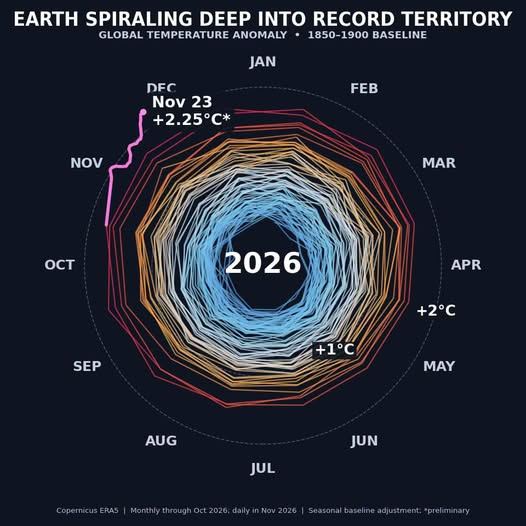 EARTH SPIRALING DEEP INTO RECORD TERRITORY
GLOBAL TEMPERATURE ANOMALY • 1850–1900 BASELINE
JAN
DEC
FEB
Nov 23
+2.25°C*
NOV
MAR
OCT
2026
APR
+2°C
+1°C
SEP
MAY
AUG
JUN
JUL
Copernicus ERA5 | Monthly through Oct 2026; daily in Nov 2026 | Seasonal baseline adjustment; *preliminary